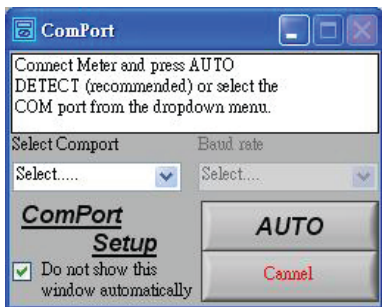 ComPort
Connect Meter and press AUTO
DETECT (recommended) or select the
COM port from the dropdown menu.
Select Comport Baud rate
Select..... Select....
ComPort
Setup
AUTO
Do not show this
window automatically
Cannel